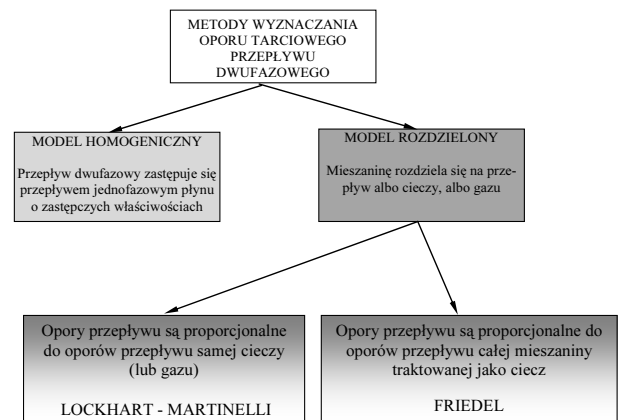 METODY WYZNACZANIA
OPORU TARCIOWEGO
PRZEPŁYWU
DWUFAZOWEGO
MODEL HOMOGENICZNY
Przepływ dwufazowy zastępuje się
przepływem jednofazowym płynu
o zastępczych właściwościach
MODEL ROZDZIELONY
Mieszaninę rozdziela się na prze-
pływ albo cieczy, albo gazu
Opory przepływu są proporcjonalne
do oporów przepływu samej cieczy
(lub gazu)
LOCKHART - MARTINELLI
Opory przepływu są proporcjonalne do
oporów przepływu całej mieszaniny
traktowanej jako ciecz
FRIEDEL